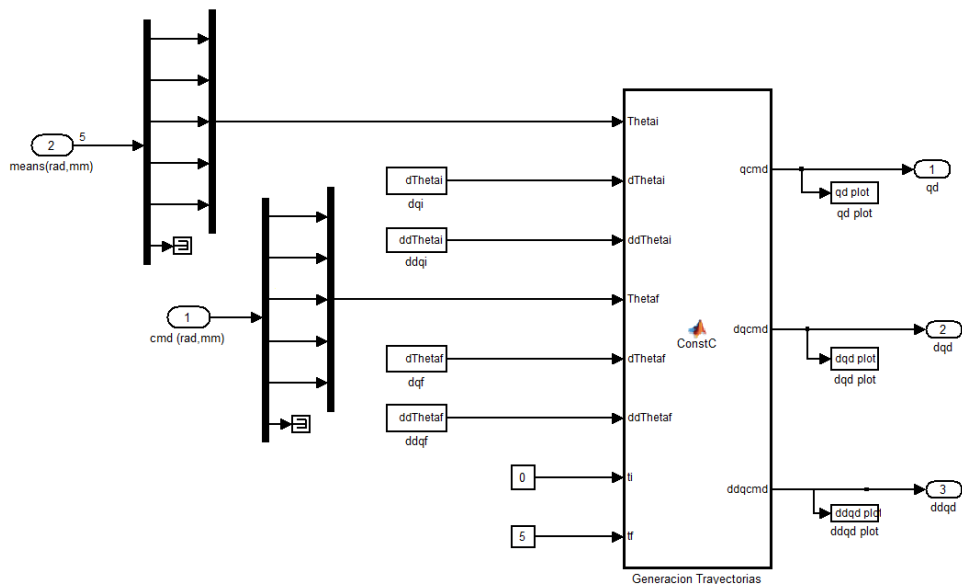 2
5
means(rad,mm)
1
cmd (rad,mm)
dThetai
dqi
ddThetai
ddqi
dThetaf
dqf
ddThetaf
ddqf
0
5
Thetai
dThetai
ddThetai
Thetaf
dThetaf
ddThetaf
ti
tf
ConstC
qcmd
dqcmd
ddqcmd
Generacion Trayectorias
1
qd
qd plot
qd plot
2
dqd
dqd plot
dqd plot
3
ddqd
ddqd plot
ddqd plot